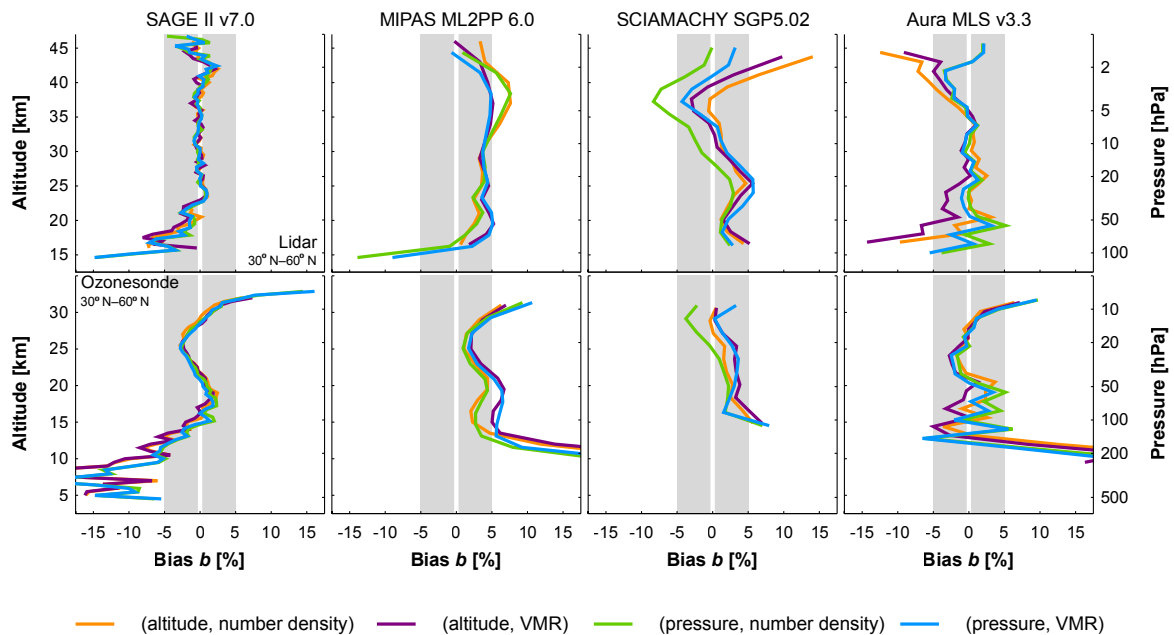 SAGE II v7.0 MIPAS ML2PP 6.0 SCIAMACHY SGP5.02 Aura MLS v3.3
Altitude [km]
45
40
35
30
25
20
15
Lidar
30º N–60º N
Pressure [hPa]
2
5
10
20
50
100
Altitude [km]
30
25
20
15
10
5
Ozonesonde
30º N–60º N
Pressure [hPa]
10
20
50
100
200
500
-15 -10 -5 0 5 10 15 -15 -10 -5 0 5 10 15 -15 -10 -5 0 5 10 15 -15 -10 -5 0 5 10 15
Bias b [%] Bias b [%] Bias b [%] Bias b [%]
(altitude, number density) (altitude, VMR) (pressure, number density) (pressure, VMR)